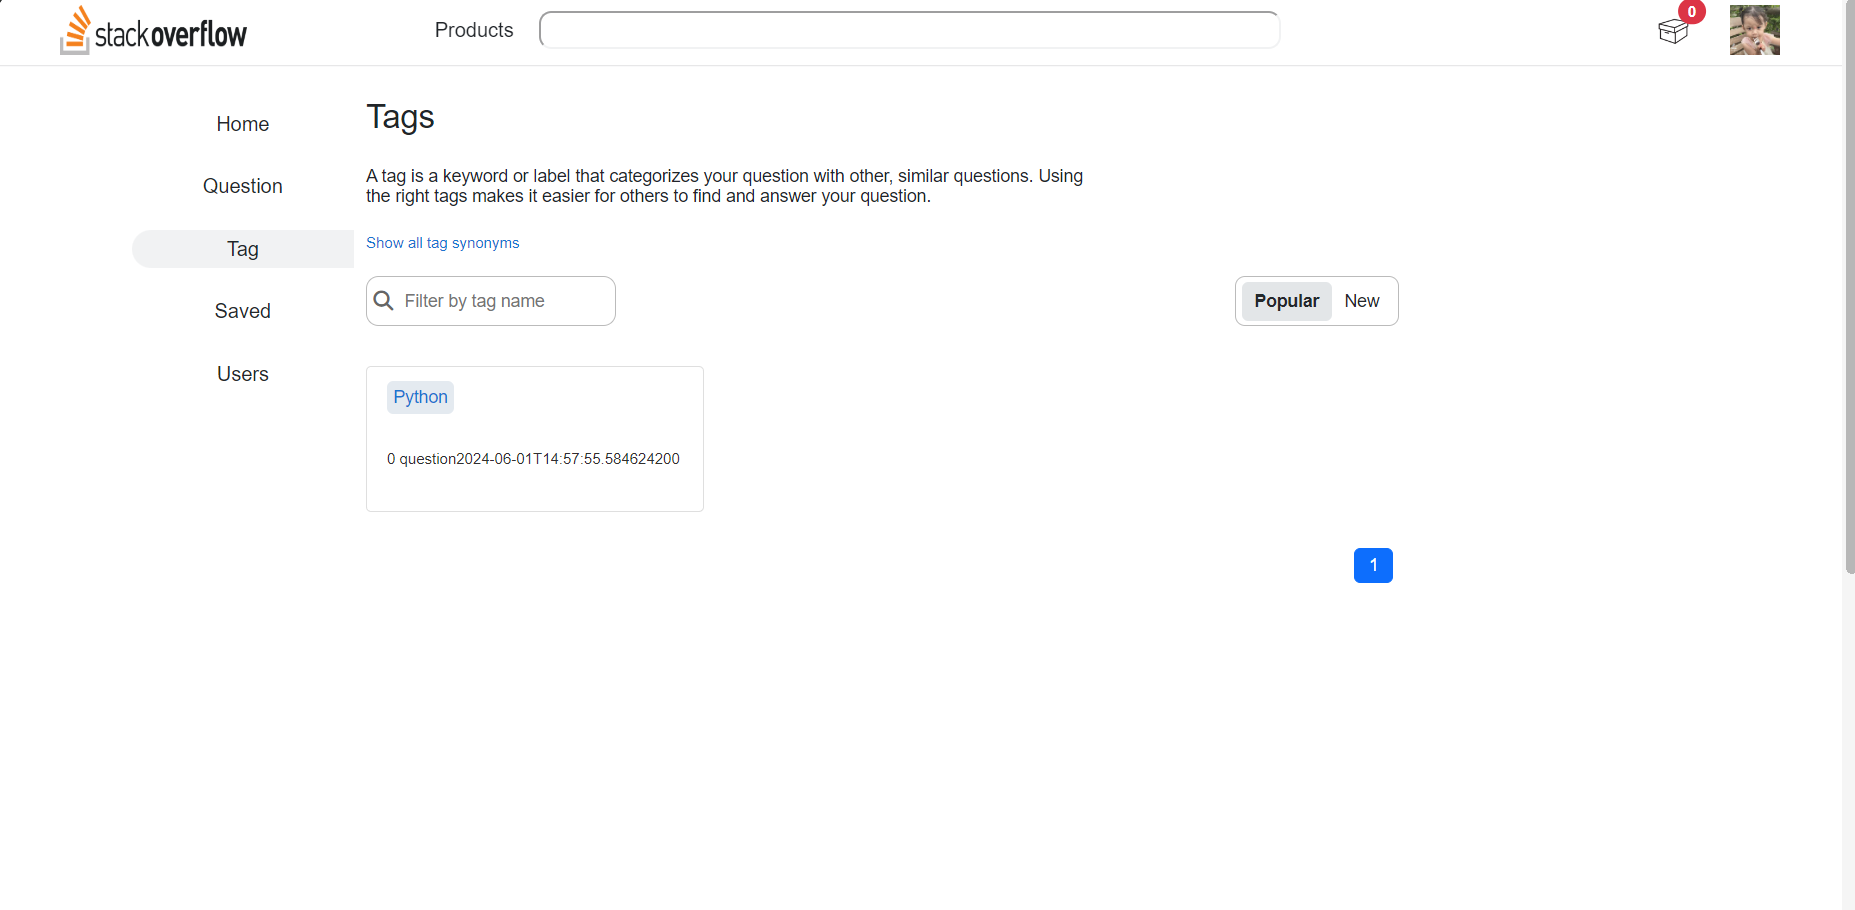 stackoverflow
Products
0
Home
Question
Tag
Saved
Users
Tags
A tag is a keyword or label that categorizes your question with other, similar questions. Using
the right tags makes it easier for others to find and answer your question.
Show all tag synonyms
Filter by tag name
Popular New
Python
0 question2024-06-01T14:57:55.584624200
1